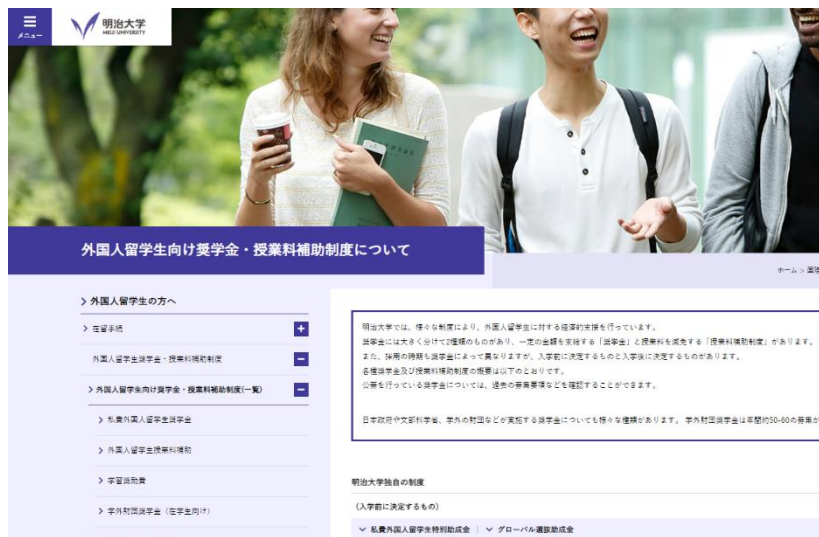 メニュー
明治大学
MEIJI UNIVERSITY
外国人留学生向け奨学金・授業料補助制度について
ホーム > 国際
外国人留学生の方へ
在留手続
外国人留学生奨学金・授業料補助制度
外国人留学生向け奨学金・授業料補助制度(一覧)
私費外国人留学生奨学金
外国人留学生授業料補助
学習奨励費
学外財団奨学金（在学生向け）
明治大学では、様々な制度により、外国人留学生に対する経済的支援を行っています。
奨学金には大きく分けて2種類のものがあり、一定の金額を支給する「奨学金」と授業料を減免する「授業料補助制度」があります。
また、採用の時期も奨学金によって異なりますが、入学前に決定するものと入学後に決定するものがあります。
各種奨学金及び授業料補助制度の概要は以下のとおりです。
公募を行っている奨学金については、過去の募集要項などを確認することができます。
日本政府や文部科学省、学外の財団などが実施する奨学金についても様々な種類があります。 学外財団奨学金は年間約50-60の募集が
明治大学独自の制度
（入学前に決定するもの）
私費外国人留学生特別助成金 | グローバル選抜助成金